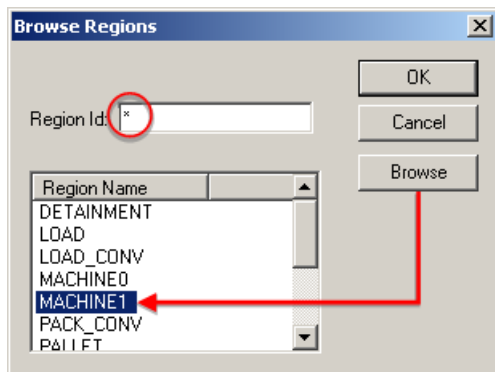 Browse Regions
OK
Region Id: *
Cancel
Browse
Region Name
DETAINMENT
LOAD
LOAD_CONV
MACHINE0
MACHINE1
PACK_CONV
PALLET